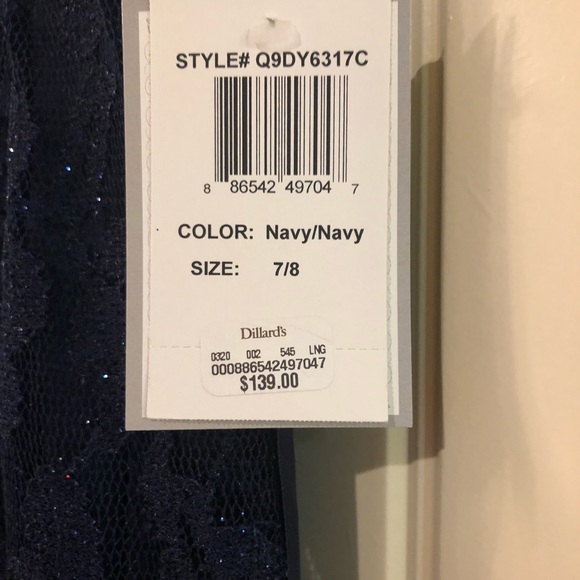 STYLE# Q9DY6317C
8 86542 49704 7
COLOR: Navy/Navy
SIZE: 7/8
Dillard's
0320 002 545 LNG
000886542497047
$139.00